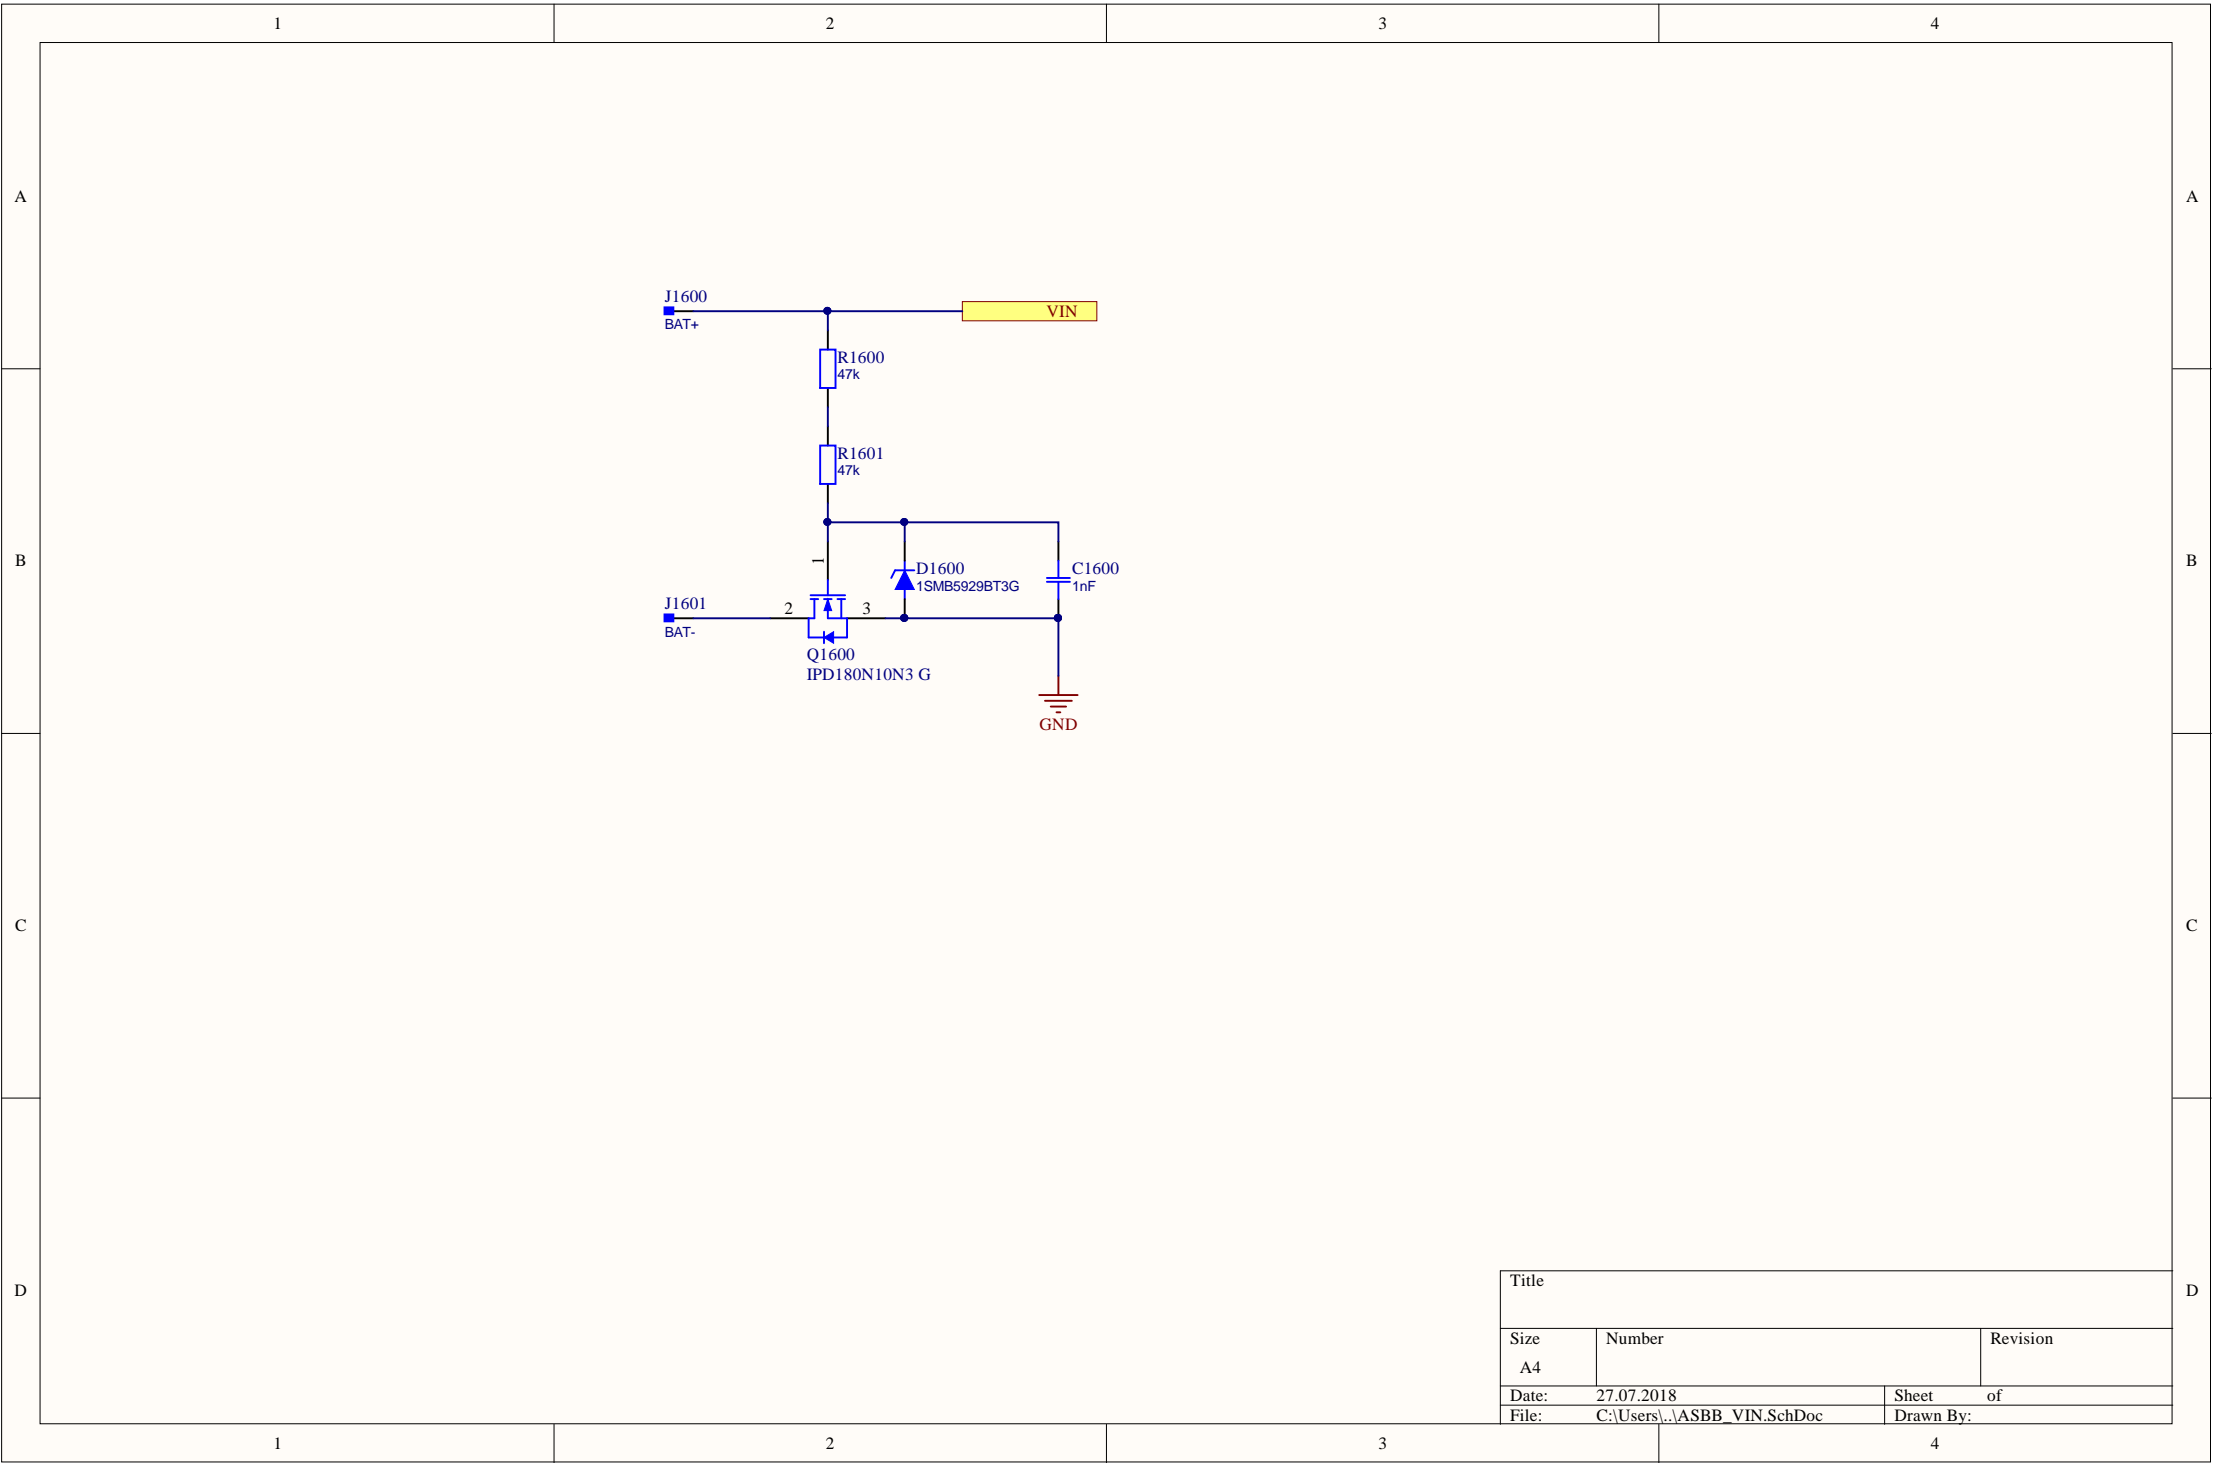 1 2 3 4
A A
J1600
BAT+
VIN
R1600
47k
R1601
47k
B B
1
D1600
1SMB5929BT3G
C1600
1nF
J1601
BAT-
2 3
Q1600
IPD180N10N3 G
GND
C C
D D
Title
Size Number Revision
A4
Date: 27.07.2018 Sheet of
File: C:\Users\..\ASBB_VIN.SchDoc Drawn By:
1 2 3 4